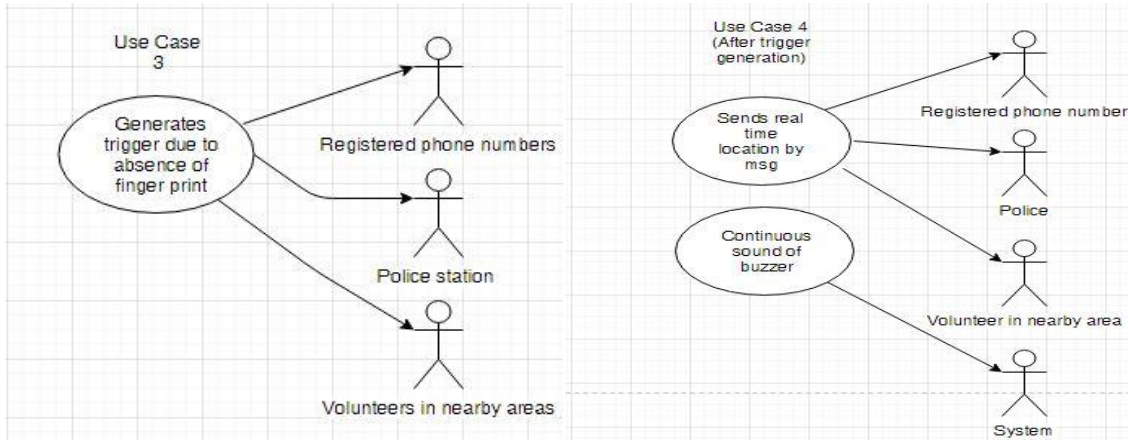 Use Case
3
Generates
trigger due to
absence of
finger print
Registered phone numbers
Police station
Volunteers in nearby areas
Use Case 4
(After trigger
generation)
Sends real
time
location by
msg
Registered phone number
Police
Continuous
sound of
buzzer
Volunteer in nearby area
System